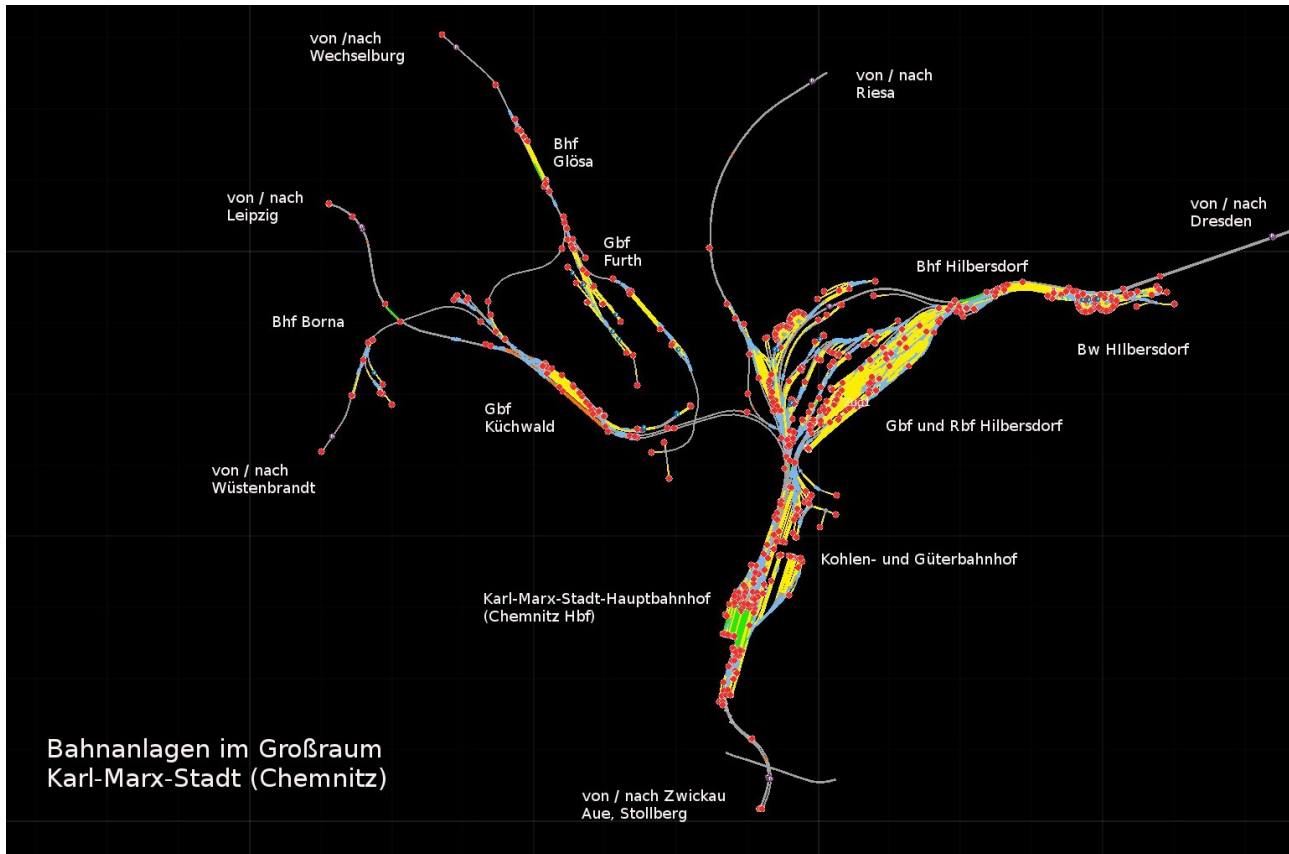 von /nach
Wechselburg
von / nach
Riesa
Bhf
Glösa
von / nach
Leipzig
von / nach
Dresden
Gbf
Furth
Bhf Hilbersdorf
Bhf Borna
Bw HIlbersdorf
Gbf
Küchwald
Gbf und Rbf Hilbersdorf
von / nach
Wüstenbrandt
Kohlen- und Güterbahnhof
Karl-Marx-Stadt-Hauptbahnhof
(Chemnitz Hbf)
Bahnanlagen im Großraum
Karl-Marx-Stadt (Chemnitz)
von / nach Zwickau
Aue, Stollberg